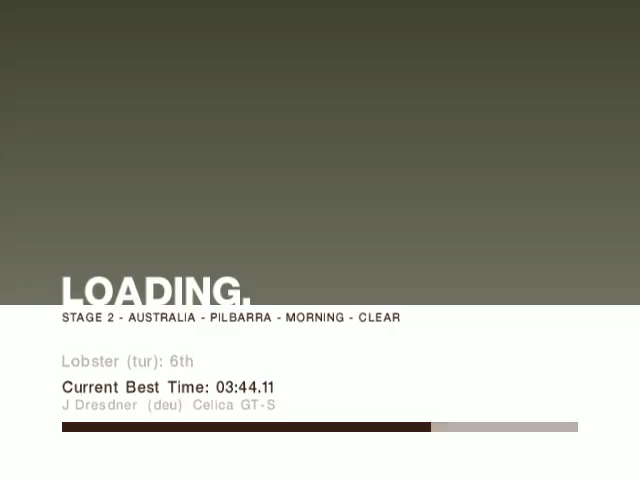 LOADING.
STAGE 2 - AUSTRALIA - PILBARRA - MORNING - CLEAR
Lobster (tur): 6th
Current Best Time: 03:44.11
J Dresdner (deu) Celica GT-S